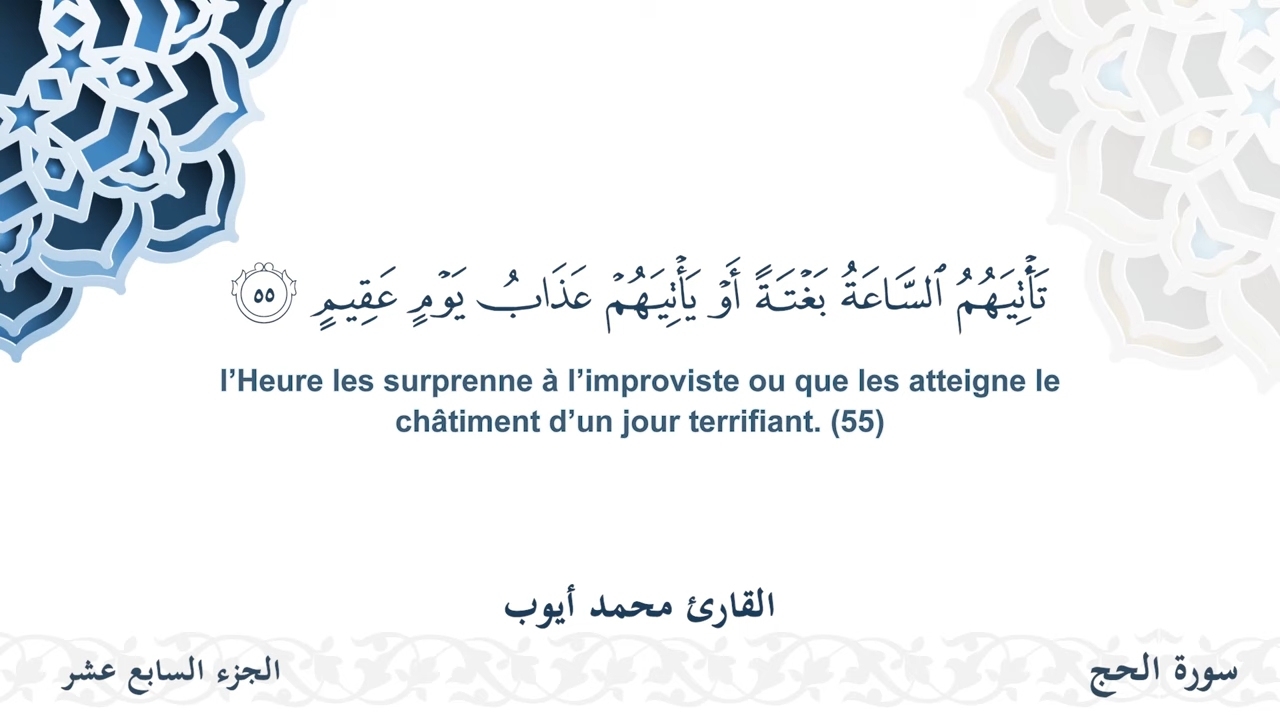 تَأْتِيَهُمُ ٱلسَّاعَةُ بَغْتَةً أَوْ يَأْتِيَهُمْ عَذَابُ يَوْمٍ عَقِيمٍ ٥٥
l’Heure les surprenne à l’improviste ou que les atteigne le
châtiment d’un jour terrifiant. (55)
القارئ محمد أيوب
سورة الحج
الجزء السابع عشر